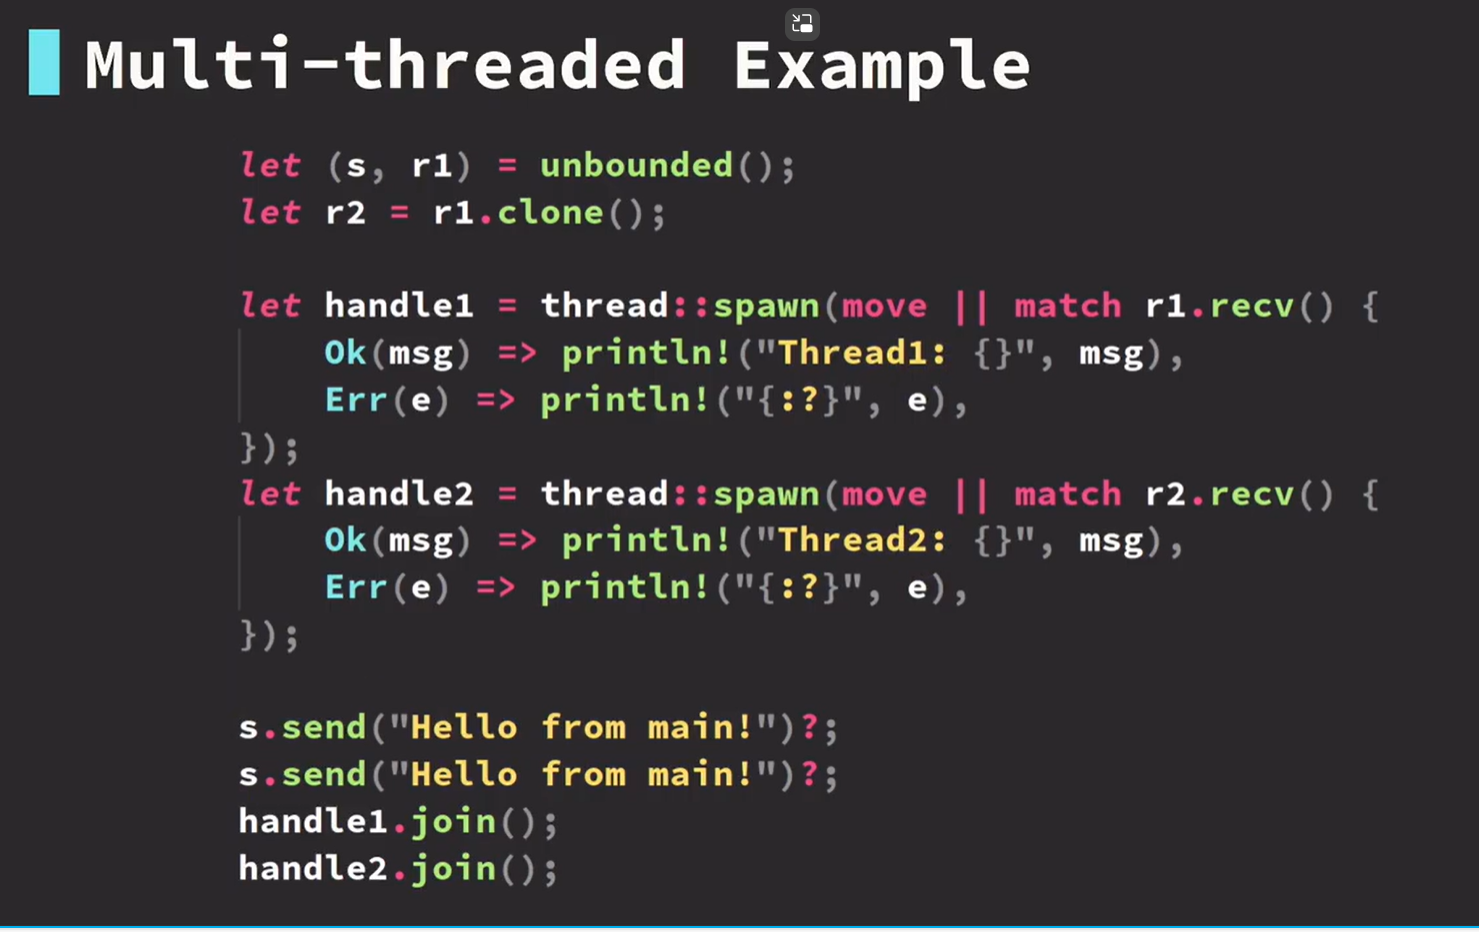 Multi-threaded Example
let (s, r1) = unbounded();
let r2 = r1.clone();
let handle1 = thread::spawn(move || match r1.recv() {
    Ok(msg) => println!("Thread1: {}", msg),
    Err(e) => println!("{:?}", e),
});
let handle2 = thread::spawn(move || match r2.recv() {
    Ok(msg) => println!("Thread2: {}", msg),
    Err(e) => println!("{:?}", e),
});
s.send("Hello from main!")?;
s.send("Hello from main!")?;
handle1.join();
handle2.join();